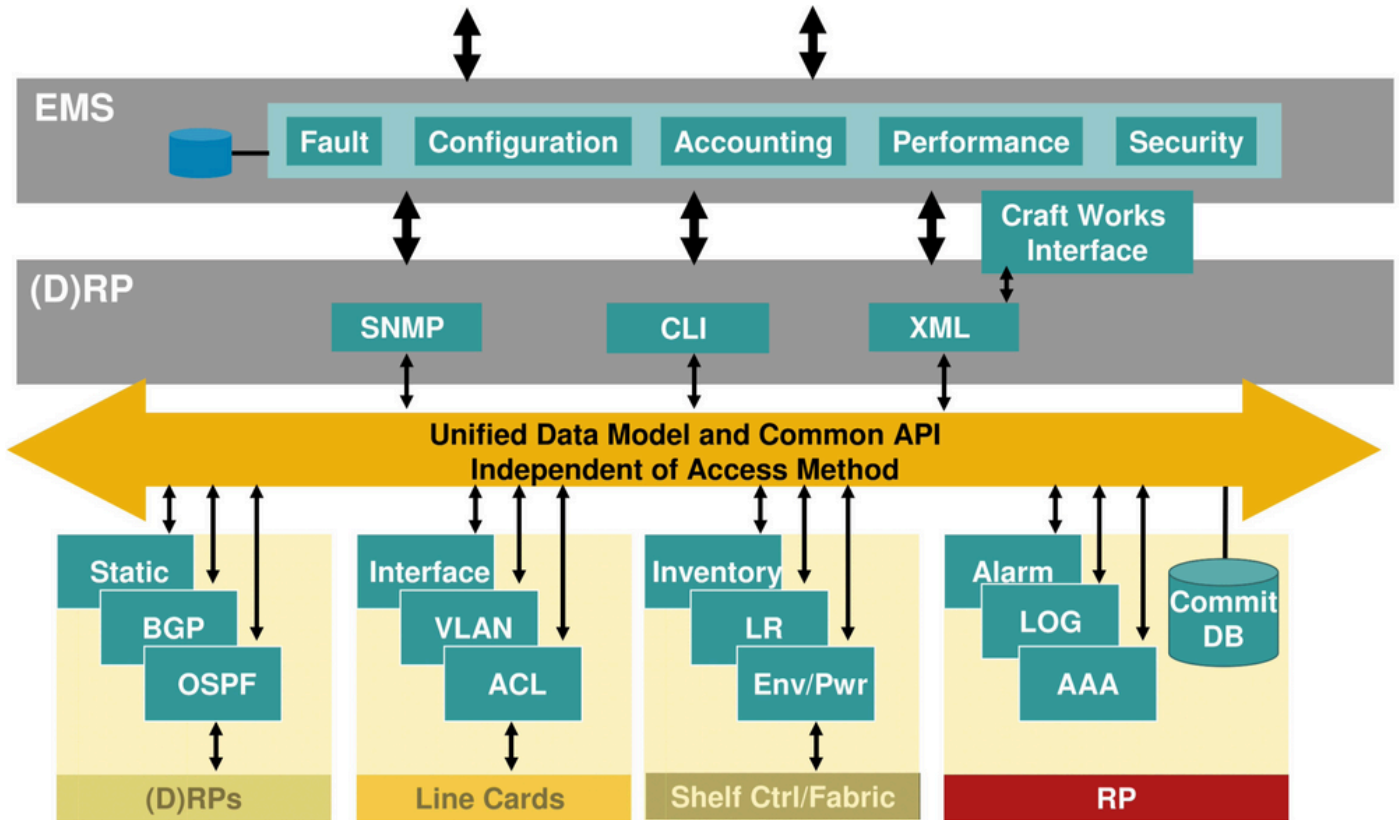 EMS
Fault
Configuration
Accounting
Performance
Security
Craft Works
Interface
(D)RP
SNMP
CLI
XML
Unified Data Model and Common API
Independent of Access Method
Static
BGP
OSPF
Interface
VLAN
ACL
Inventory
LR
Env/Pwr
Alarm
LOG
AAA
Commit
DB
(D)RPs
Line Cards
Shelf Ctrl/Fabric
RP